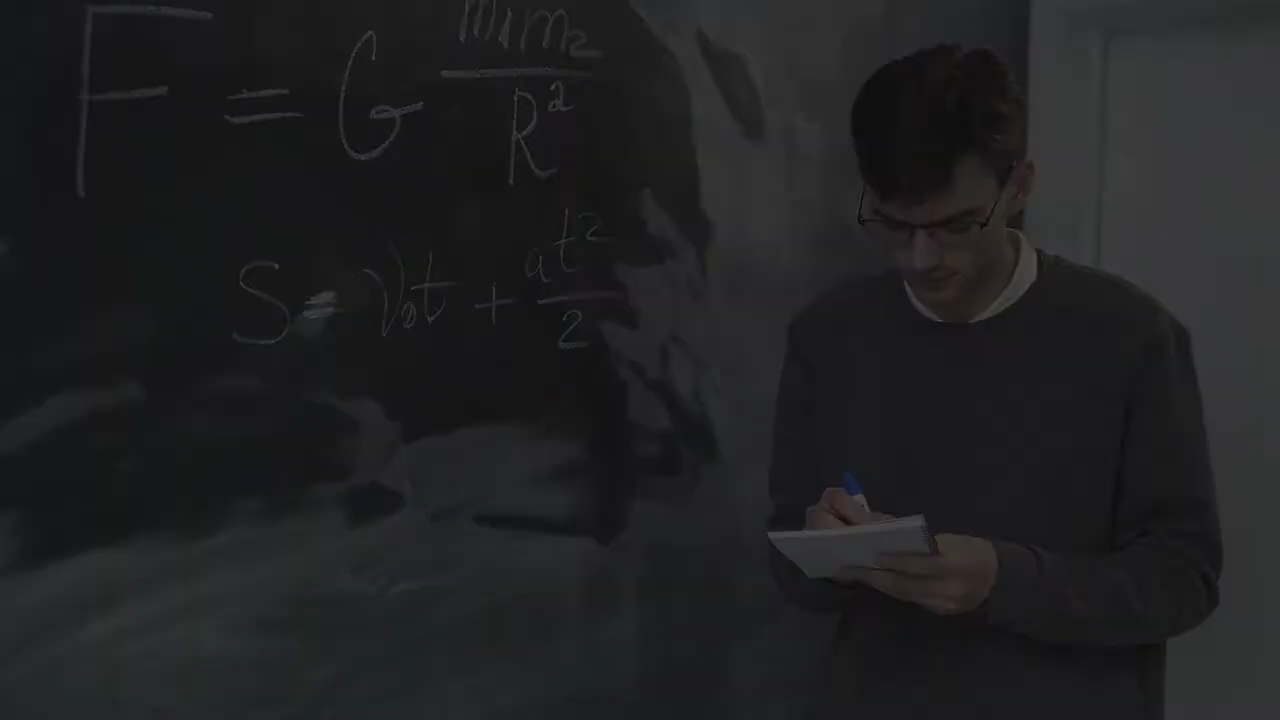 F = G m₁m₂/R²
S = V₀t + at²/2